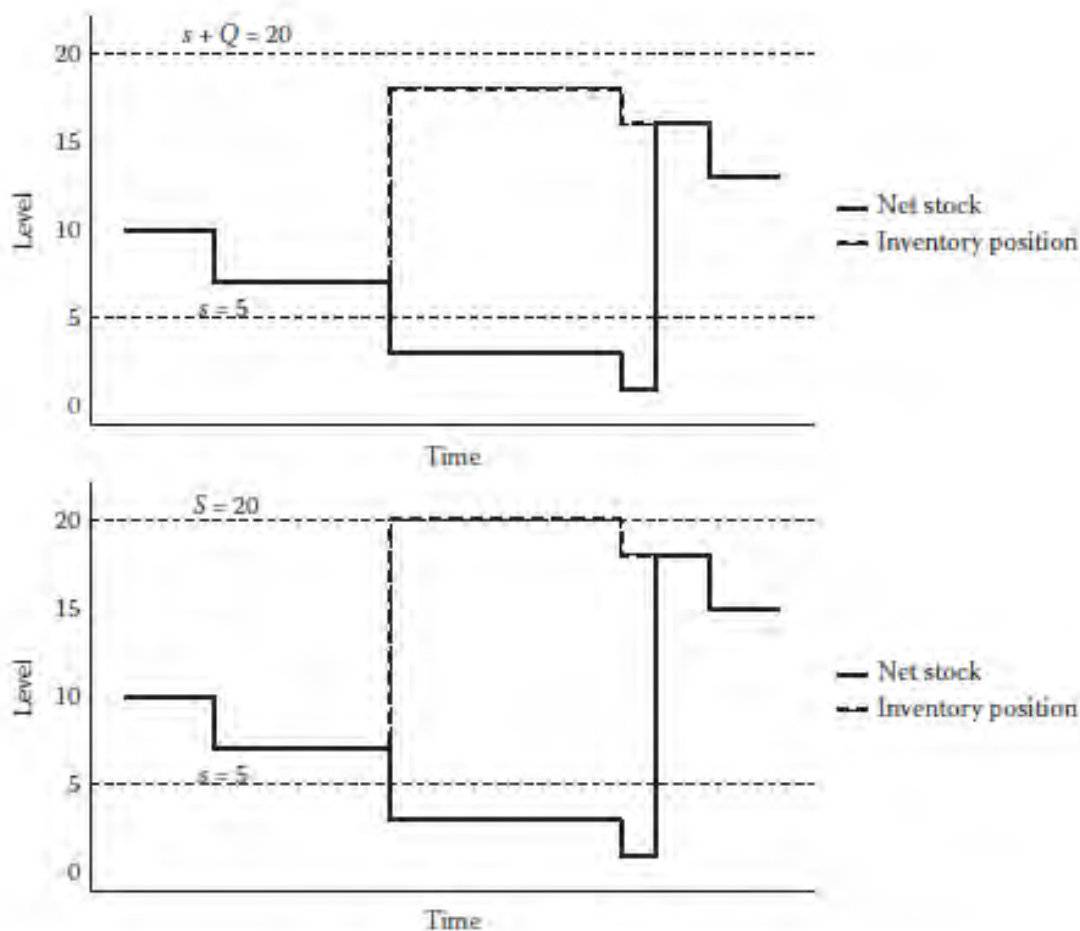 s + Q = 20
20
15
Level
10
Net stock
Inventory position
s = 5
5
0
Time
S = 20
20
15
Level
10
Net stock
Inventory position
s = 5
5
0
Time